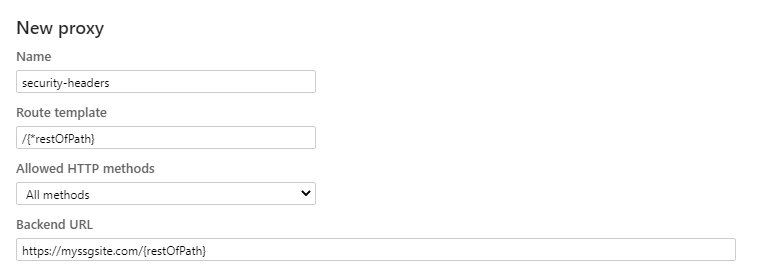 New proxy
Name
security-headers
Route template
/{*restOfPath}
Allowed HTTP methods
All methods
Backend URL
https://myssgsite.com/{restOfPath}